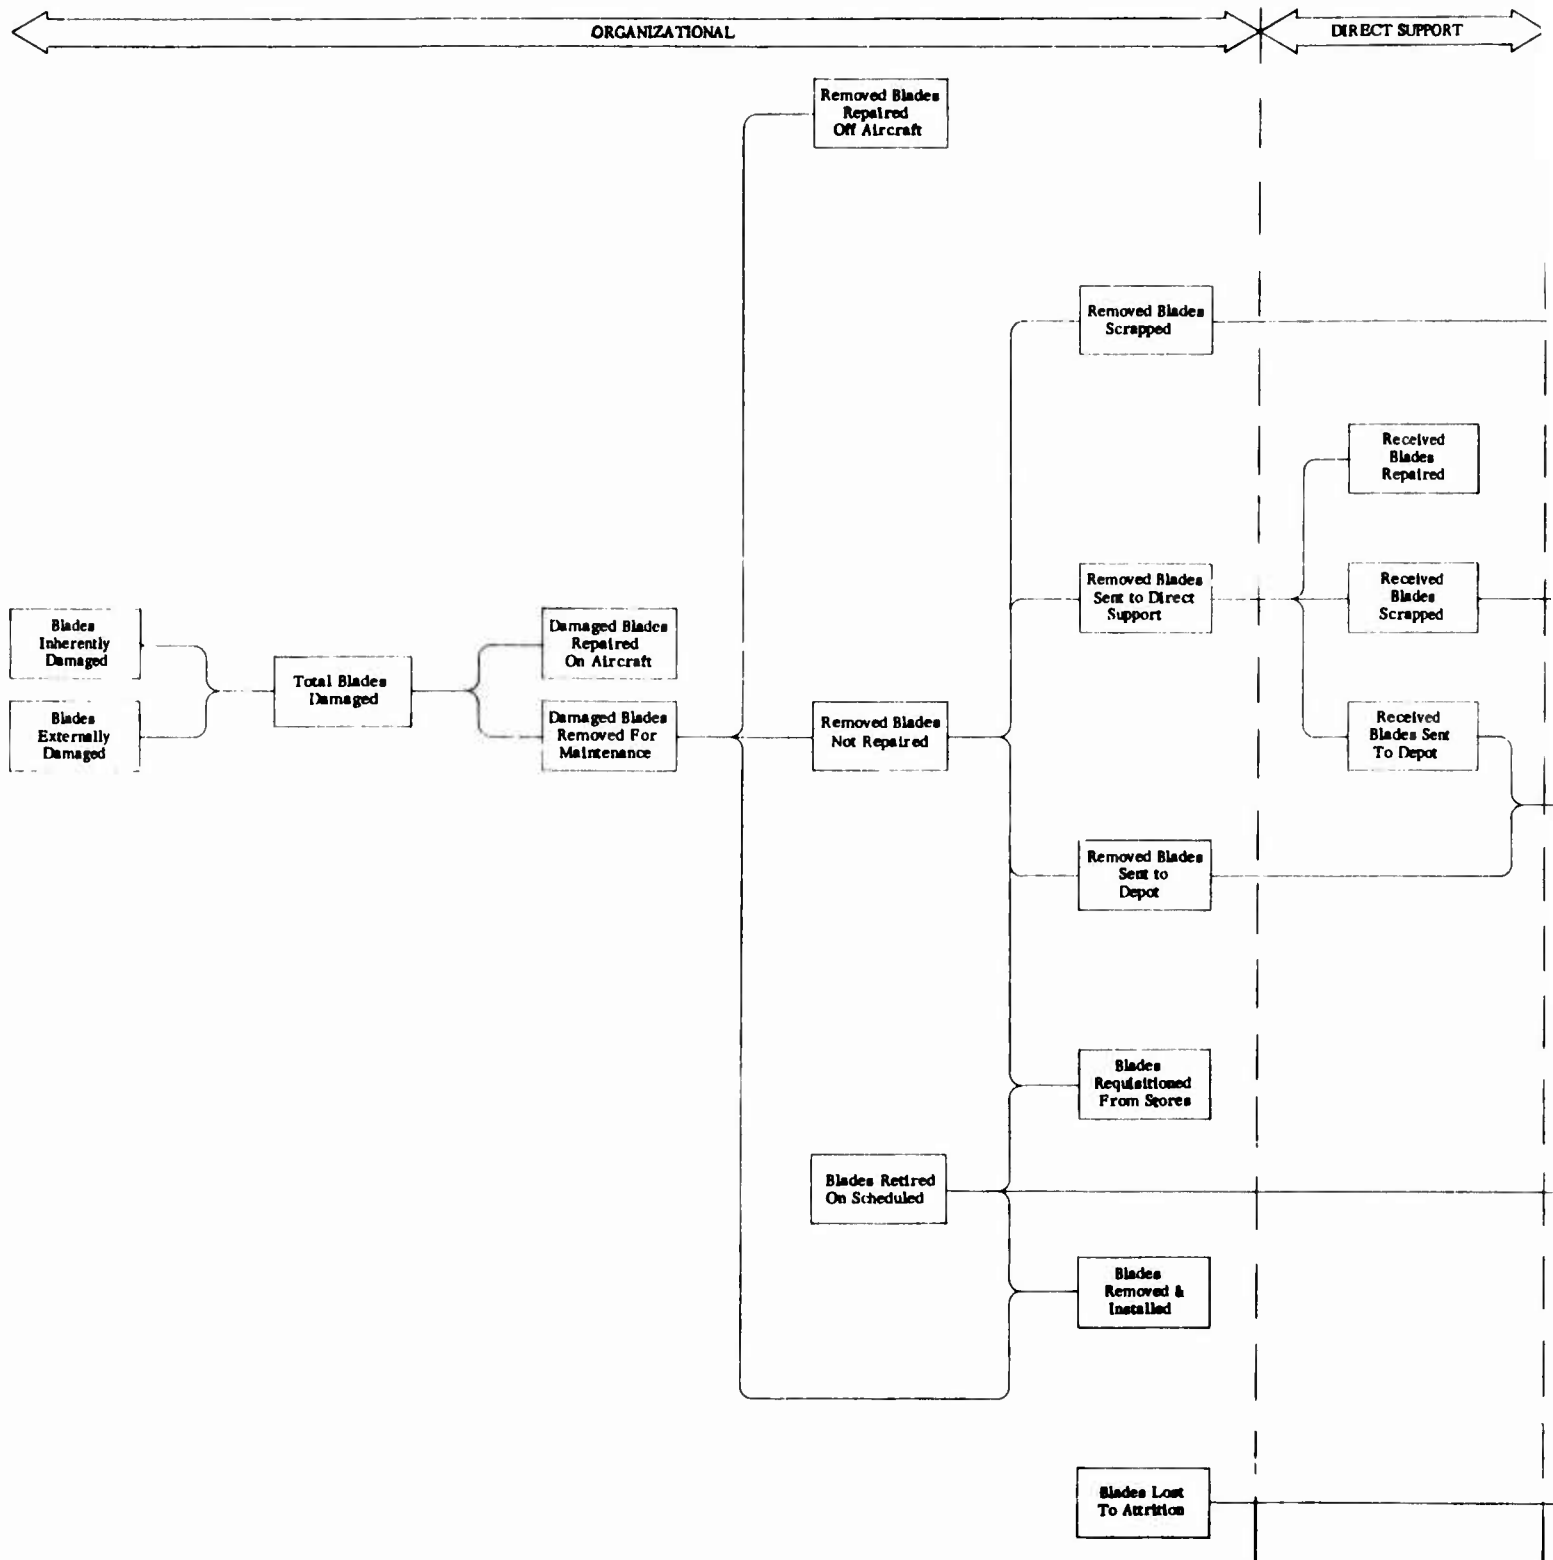 ORGANIZATIONAL
DIRECT SUPPORT
Removed Blades
Repaired
Off Aircraft
Removed Blades
Scrapped
Received
Blades
Repaired
Removed Blades
Sent to Direct
Support
Received
Blades
Scrapped
Blades
Inherently
Damaged
Blades
Externally
Damaged
Total Blades
Damaged
Damaged Blades
Repaired
On Aircraft
Damaged Blades
Removed For
Maintenance
Removed Blades
Not Repaired
Received
Blades Sent
To Depot
Removed Blades
Sent to
Depot
Blades
Requisitioned
From Stores
Blades Retired
On Scheduled
Blades
Removed &
Installed
Blades Lost
To Attrition